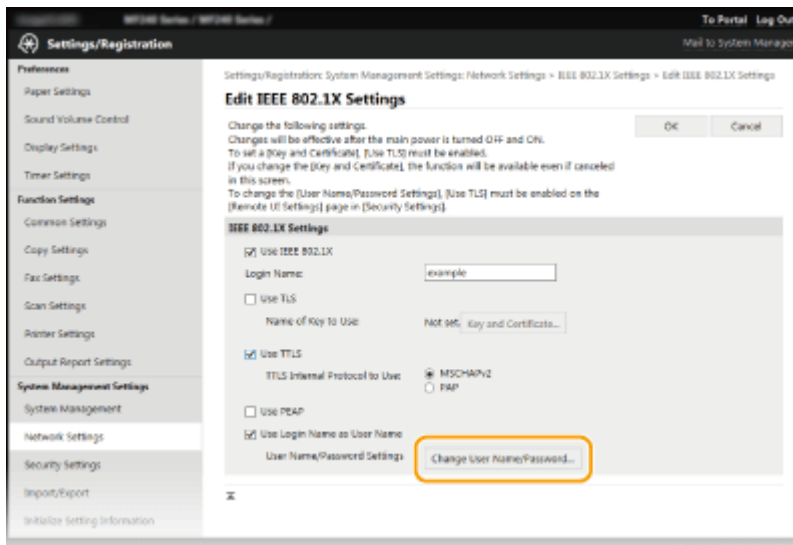 MF240 Series / MF240 Series /
To Portal Log Out
Settings/Registration
Mail to System Manager
Preferences
Paper Settings
Sound Volume Control
Display Settings
Timer Settings
Function Settings
Common Settings
Copy Settings
Fax Settings
Scan Settings
Printer Settings
Output Report Settings
System Management Settings
System Management
Network Settings
Security Settings
Import/Export
Initialize Setting Information
Settings/Registration: System Management Settings: Network Settings > IEEE 802.1X Settings > Edit IEEE 802.1X Settings
Edit IEEE 802.1X Settings
OK
Cancel
Change the following settings.
Changes will be effective after the main power is turned OFF and ON.
To set a [Key and Certificate], [Use TLS] must be enabled.
If you change the [Key and Certificate], the function will be available even if canceled
in this screen.
To change the [User Name/Password Settings], [Use TLS] must be enabled on the
[Remote UI Settings] page in [Security Settings].
IEEE 802.1X Settings
Use IEEE 802.1X
Login Name:
example
Use TLS
Name of Key to Use:
Not set.
Key and Certificate...
Use TTLS
TTLS Internal Protocol to Use:
MSCHAPv2
PAP
Use PEAP
Use Login Name as User Name
User Name/Password Settings
Change User Name/Password...